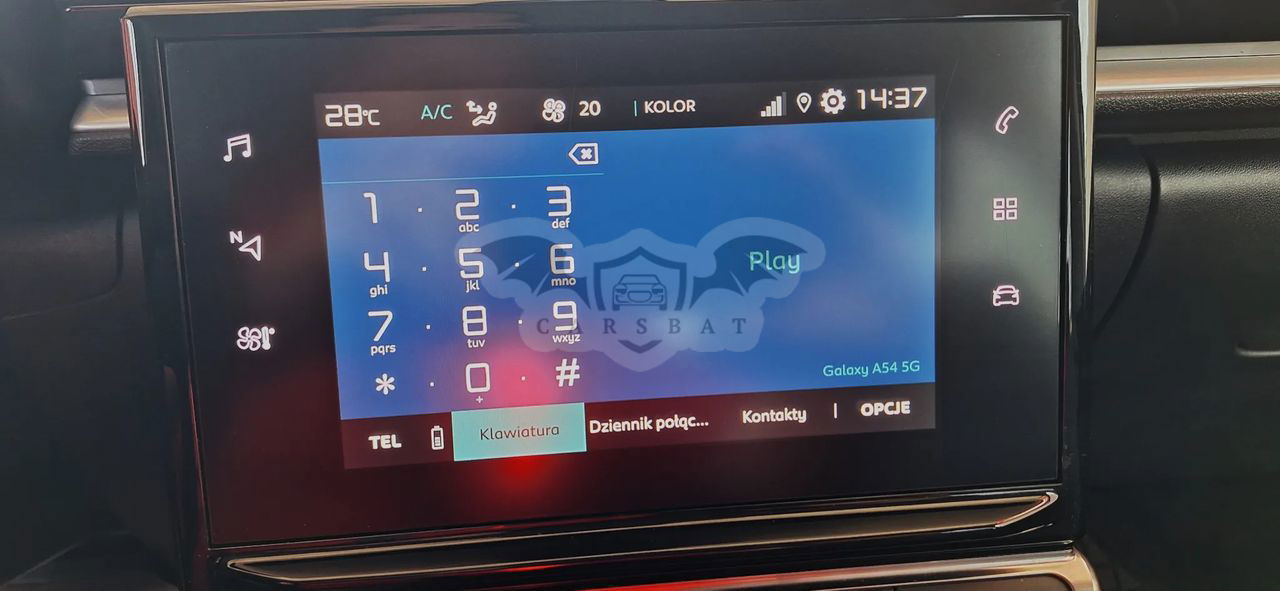 28°C A/C 20 | KOLOR 14:37
N
1 · 2 · 3
abc def
4 · 5 · 6
ghi jkl mno
Play
7 · 8 · 9
pqrs tuv wxyz
CARSBAT
* · 0 · #
+
Galaxy A54 5G
TEL Klawiatura Dziennik połąc... Kontakty | OPCJE